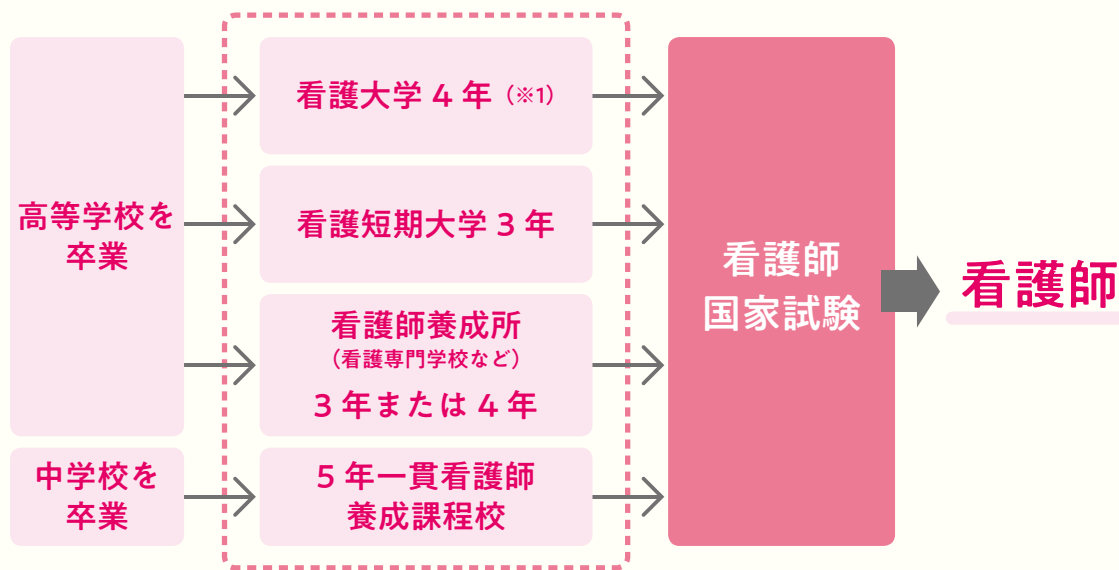 高等学校を
卒業
看護大学 4 年（※1）
看護短期大学 3 年
看護師養成所
（看護専門学校など）
3 年または 4 年
中学校を
卒業
5 年一貫看護師
養成課程校
看護師
国家試験
看護師